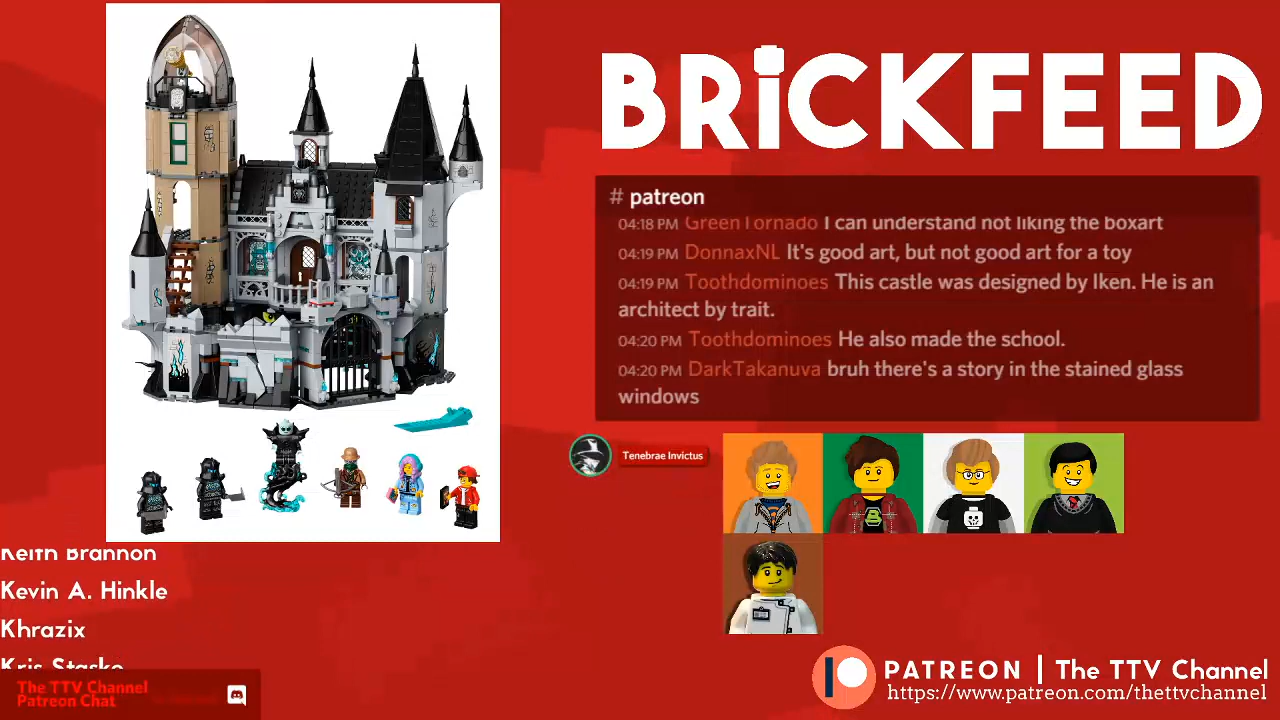 BRiCKFEED
# patreon
04:18 PM GreenTornado I can understand not liking the boxart
04:19 PM DonnaxNL It's good art, but not good art for a toy
04:19 PM Toothdominoes This castle was designed by Iken. He is an
architect by trait.
04:20 PM Toothdominoes He also made the school.
04:20 PM DarkTakanuva bruh there's a story in the stained glass
windows
Tenebrae Invictus
Keith Brannon
Kevin A. Hinkle
Khrazix
Kris Staske
The TTV Channel
Patreon Chat
PATREON | The TTV Channel
https://www.patreon.com/thettvchannel